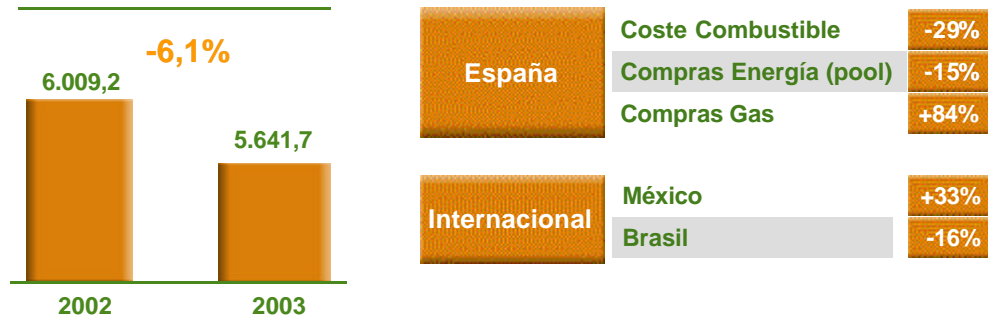 -6,1%
6.009,2
5.641,7
2002 2003
España
Coste Combustible -29%
Compras Energía (pool) -15%
Compras Gas +84%
Internacional
México +33%
Brasil -16%